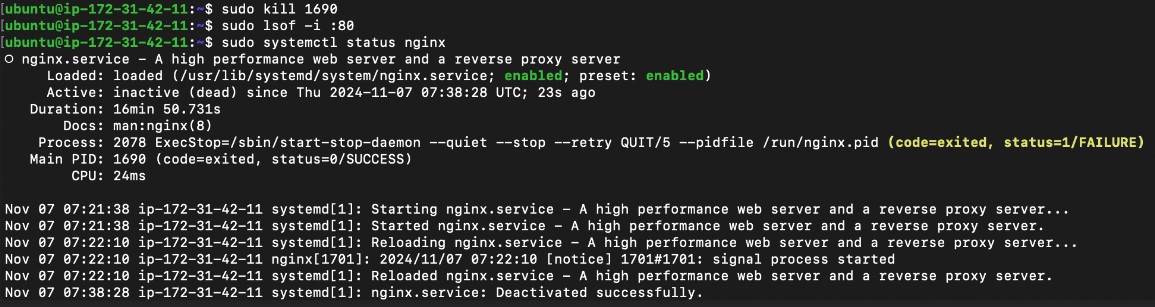 [ubuntu@ip-172-31-42-11:~$ sudo kill 1690
[ubuntu@ip-172-31-42-11:~$ sudo lsof -i :80
[ubuntu@ip-172-31-42-11:~$ sudo systemctl status nginx
○ nginx.service - A high performance web server and a reverse proxy server
     Loaded: loaded (/usr/lib/systemd/system/nginx.service; enabled; preset: enabled)
     Active: inactive (dead) since Thu 2024-11-07 07:38:28 UTC; 23s ago
   Duration: 16min 50.731s
       Docs: man:nginx(8)
    Process: 2078 ExecStop=/sbin/start-stop-daemon --quiet --stop --retry QUIT/5 --pidfile /run/nginx.pid (code=exited, status=1/FAILURE)
   Main PID: 1690 (code=exited, status=0/SUCCESS)
        CPU: 24ms

Nov 07 07:21:38 ip-172-31-42-11 systemd[1]: Starting nginx.service - A high performance web server and a reverse proxy server...
Nov 07 07:21:38 ip-172-31-42-11 systemd[1]: Started nginx.service - A high performance web server and a reverse proxy server.
Nov 07 07:22:10 ip-172-31-42-11 systemd[1]: Reloading nginx.service - A high performance web server and a reverse proxy server...
Nov 07 07:22:10 ip-172-31-42-11 nginx[1701]: 2024/11/07 07:22:10 [notice] 1701#1701: signal process started
Nov 07 07:22:10 ip-172-31-42-11 systemd[1]: Reloaded nginx.service - A high performance web server and a reverse proxy server.
Nov 07 07:38:28 ip-172-31-42-11 systemd[1]: nginx.service: Deactivated successfully.